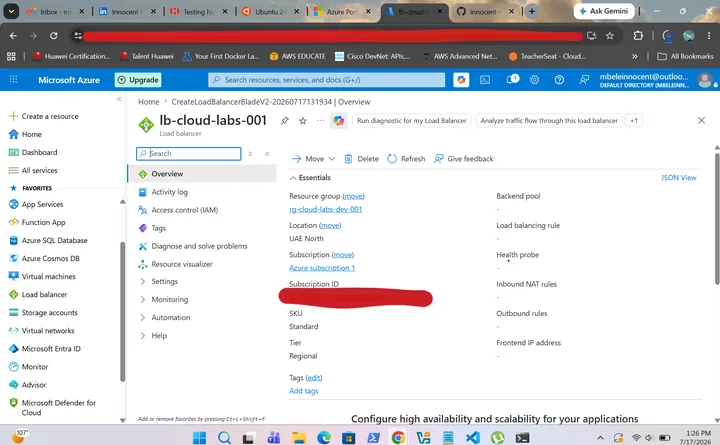 Inbox - mi
Innocent
Testing hi
Ubuntu 24
Azure Port
lb-cloud-
innocent-
Ask Gemini
Huawei Certification...
Talent Huawei
Your First Docker La...
AWS EDUCATE
Cisco DevNet: APIs,...
AWS Advanced Net...
TeacherSeat - Cloud...
All Bookmarks
Microsoft Azure
Upgrade
Search resources, services, and docs (G+/)
4
mbeleinnocent@outloo...
DEFAULT DIRECTORY (MBELEIN...
Create a resource
Home
Dashboard
All services
FAVORITES
App Services
Function App
Azure SQL Database
Azure Cosmos DB
Virtual machines
Load balancer
Storage accounts
Virtual networks
Microsoft Entra ID
Monitor
Advisor
Microsoft Defender for
Cloud
Home > CreateLoadBalancerBladeV2-20260717131934 | Overview >
lb-cloud-labs-001
Load balancer
Run diagnostic for my Load Balancer
Analyze traffic flow through this load balancer
+1
Search
Overview
Activity log
Access control (IAM)
Tags
Diagnose and solve problems
Resource visualizer
Settings
Monitoring
Automation
Help
Add or remove favorites by pressing Ctrl+Shift+F
Move
Delete
Refresh
Give feedback
Essentials
JSON View
Resource group (move)
rg-cloud-labs-dev-001
Location (move)
UAE North
Subscription (move)
Azure subscription 1
Subscription ID
SKU
Standard
Tier
Regional
Tags (edit)
Add tags
Backend pool
-
Load balancing rule
-
Health probe
-
Inbound NAT rules
-
Outbound rules
-
Frontend IP address
-
Configure high availability and scalability for your applications
107°
1:26 PM
7/17/2026